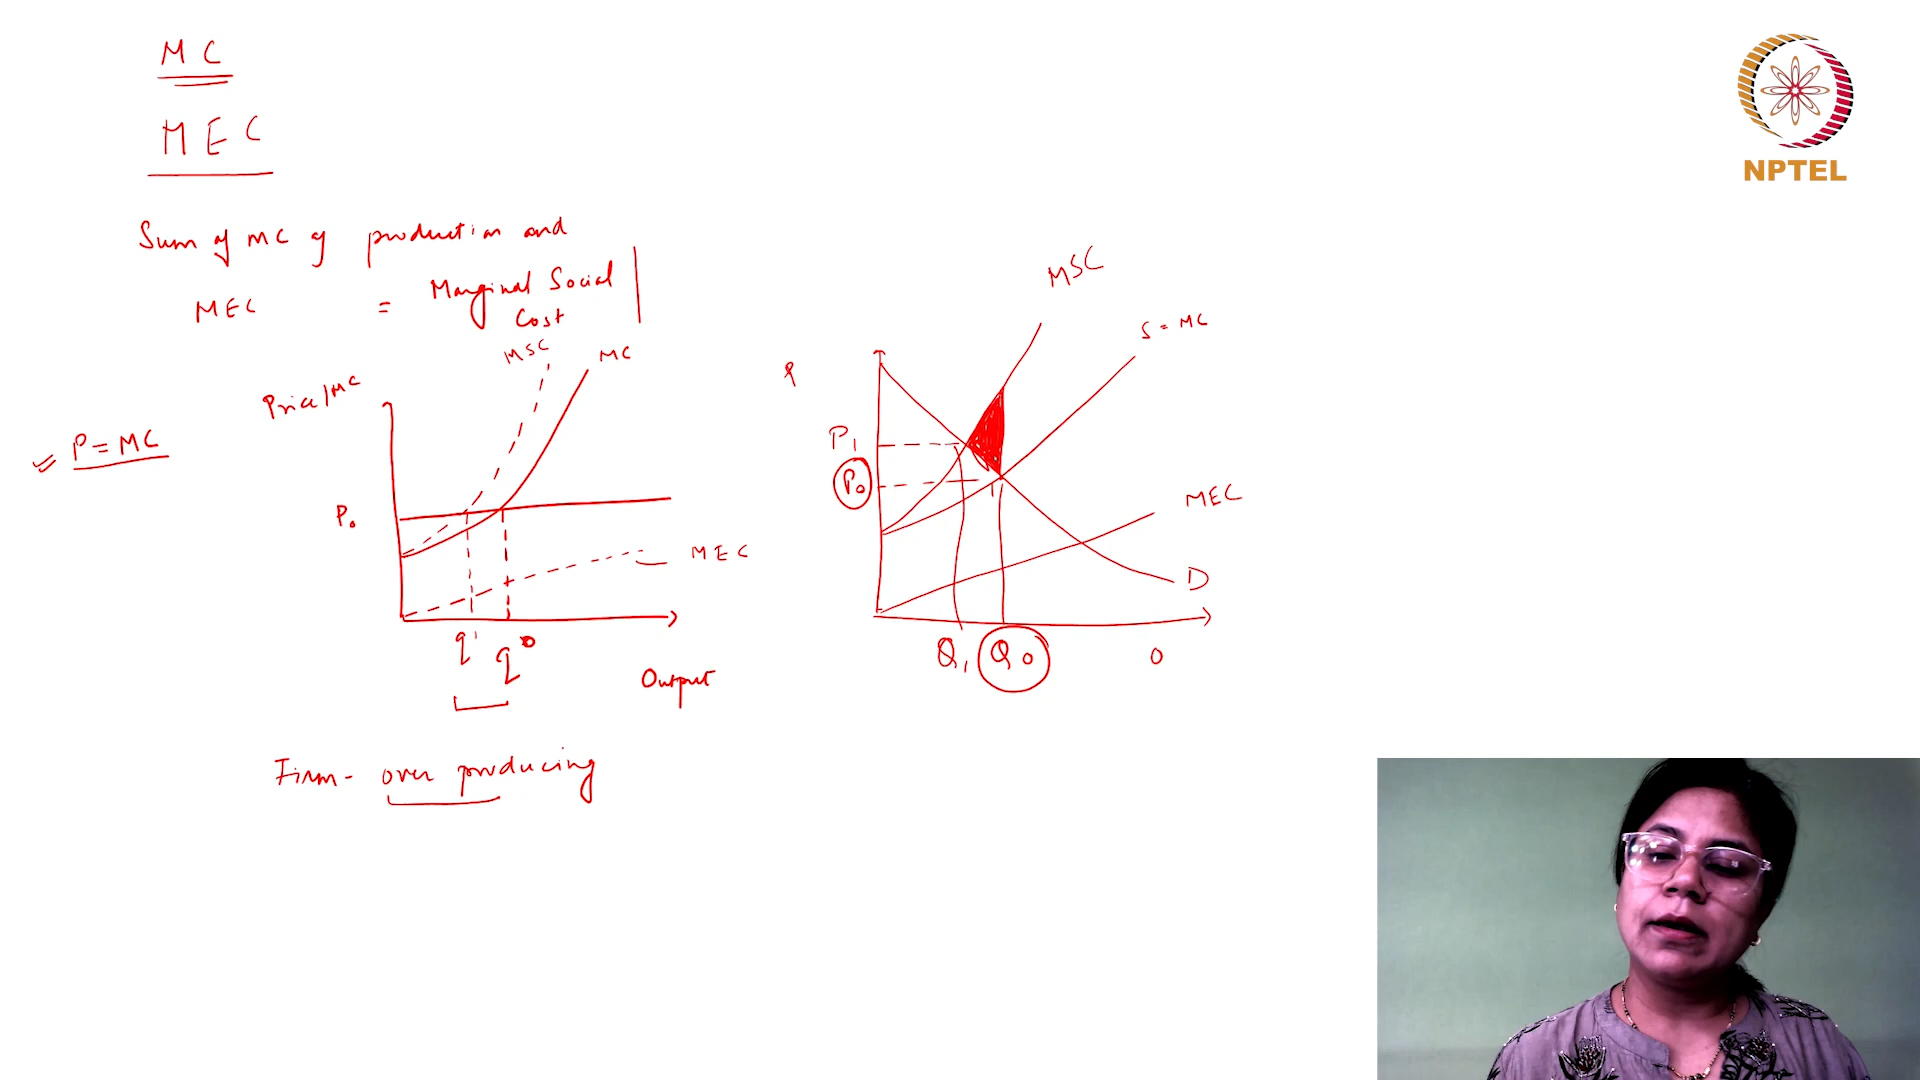 MC
MEC
NPTEL
Sum of MC of production and
MEC = Marginal Social
Cost
MSC
MC
Price/MC
P = MC
P₀
MEC
q¹
q⁰
Output
Firm - over producing
MSC
S = MC
P
P₁
P₀
MEC
D
Q₁
Q₀
O